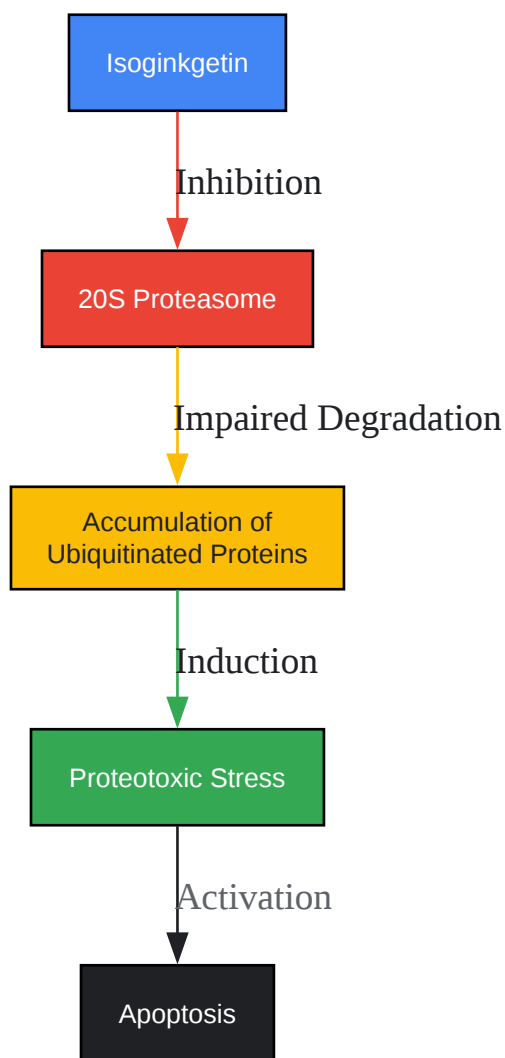 Isoginkgetin
Inhibition
20S Proteasome
Impaired Degradation
Accumulation of
Ubiquitinated Proteins
Induction
Proteotoxic Stress
Activation
Apoptosis